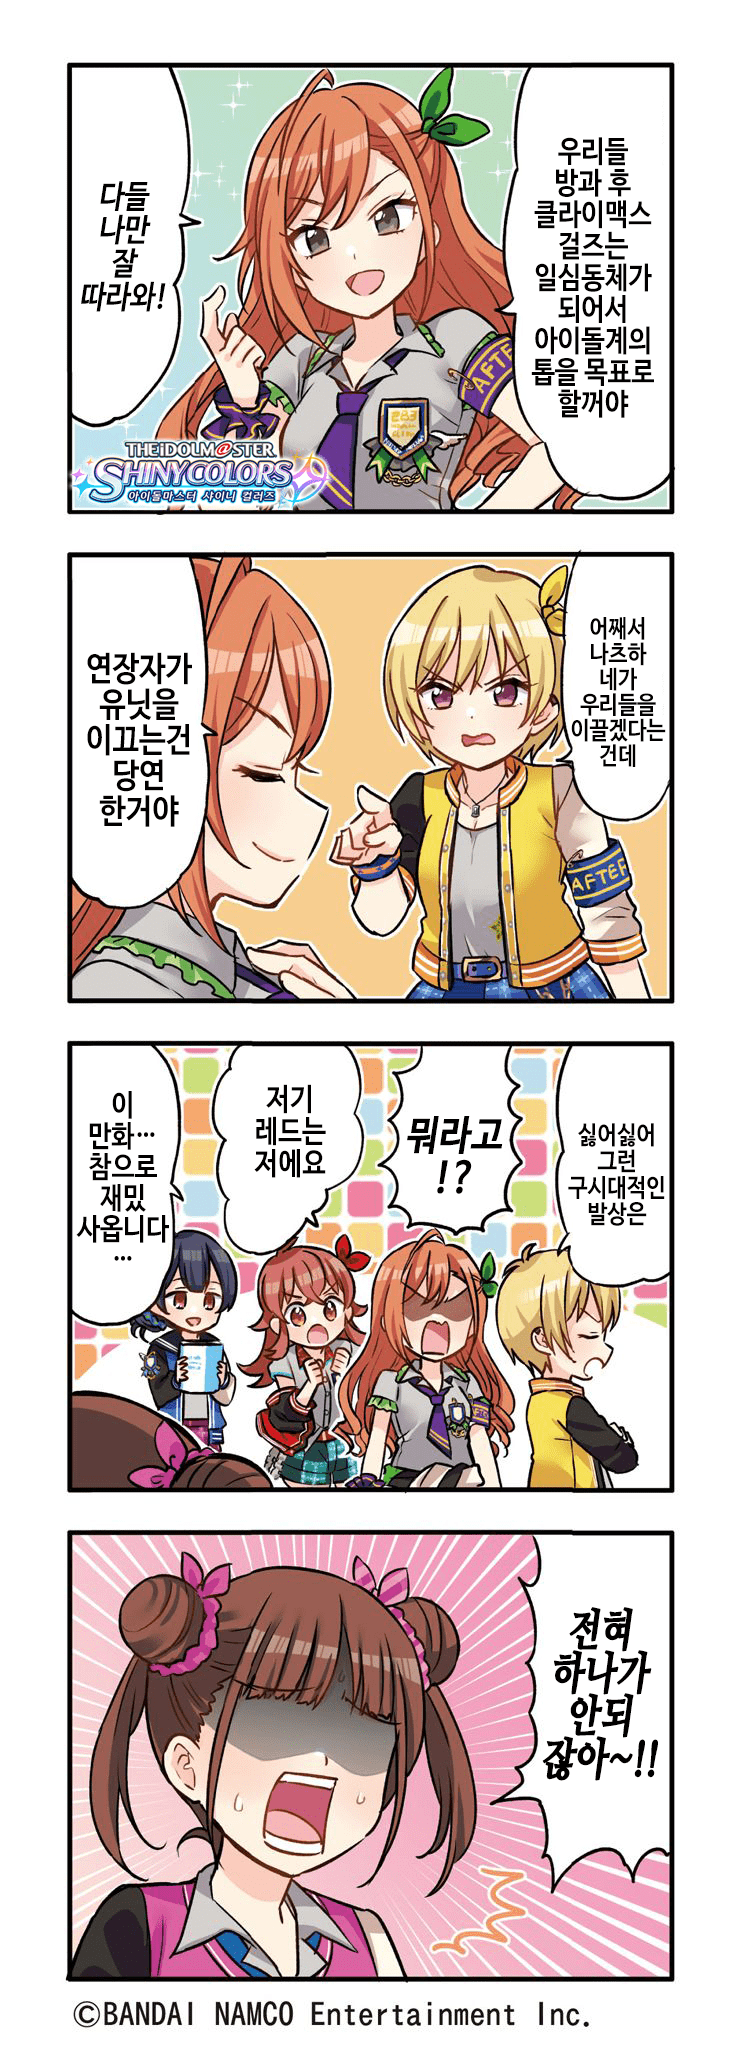 우리들
방과 후
클라이맥스
걸즈는
일심동체가
되어서
아이돌계의
톱을 목표로
할꺼야
다들
나만
잘
따라와!
AFTE
283
THE iDOLM@STER
SHINY COLORS
아이돌마스터 샤이니 컬러즈
어째서
나츠하
네가
우리들을
이끌겠다는
건데
연장자가
유닛을
이끄는건
당연
한거야
AFTER
싫어싫어
그런
구시대적인
발상은
뭐라고
!?
저기
레드는
저에요
이
만화…
참으로
재밌
사옵니다
…
전혀
하나가
안되
잖아~!!
©BANDAI NAMCO Entertainment Inc.